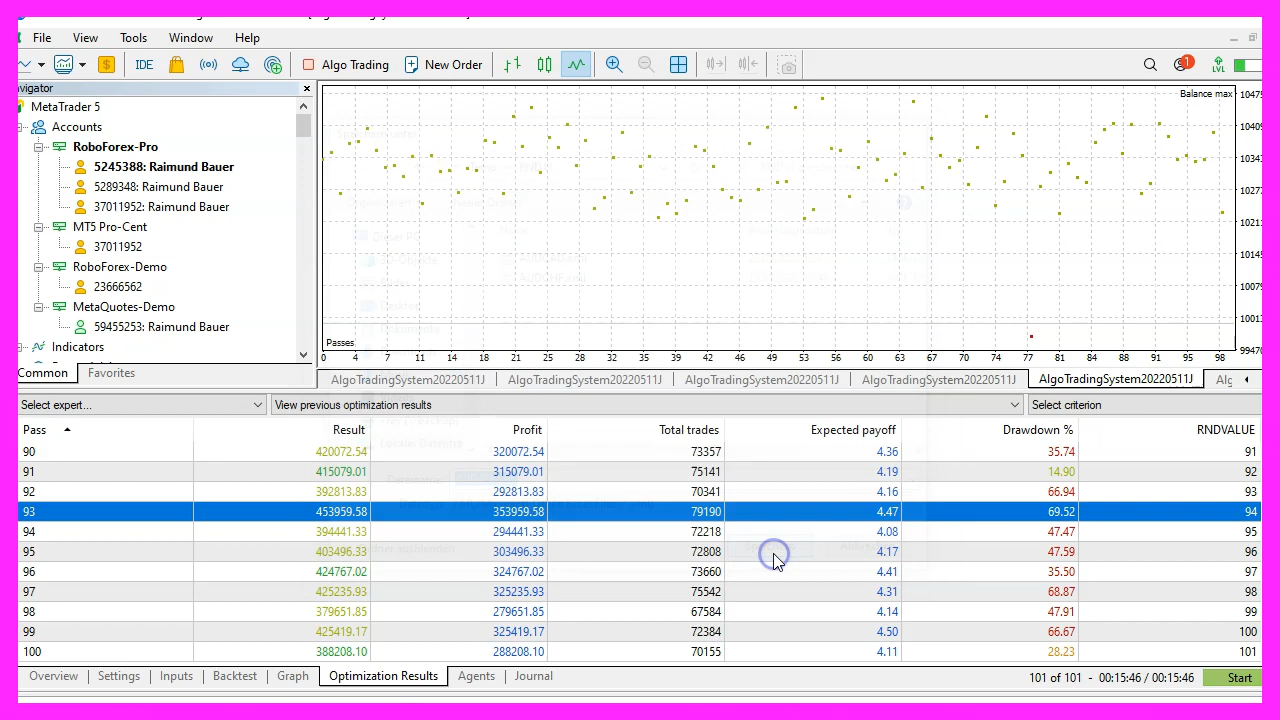 File View Tools Window Help
IDE Algo Trading New Order 1 LVL
avigator
MetaTrader 5
Accounts
RoboForex-Pro
5245388: Raimund Bauer
5289348: Raimund Bauer
37011952: Raimund Bauer
MT5 Pro-Cent
37011952
RoboForex-Demo
23666562
MetaQuotes-Demo
59455253: Raimund Bauer
Indicators
Common Favorites
Balance max
10475
10409
10343
10277
10211
10145
10079
10013
99470
Passes
0 4 7 11 14 18 21 25 28 32 35 39 42 46 49 53 56 60 63 67 70 74 77 81 84 88 91 95 98
AlgoTradingSystem20220511J AlgoTradingSystem20220511J AlgoTradingSystem20220511J AlgoTradingSystem20220511J AlgoTradingSystem20220511J Alg
Select expert... View previous optimization results Select criterion
Pass Result Profit Total trades Expected payoff Drawdown % RNDVALUE
90 420072.54 320072.54 73357 4.36 35.74 91
91 415079.01 315079.01 75141 4.19 14.90 92
92 392813.83 292813.83 70341 4.16 66.94 93
93 453959.58 353959.58 79190 4.47 69.52 94
94 394441.33 294441.33 72218 4.08 47.47 95
95 403496.33 303496.33 72808 4.17 47.59 96
96 424767.02 324767.02 73660 4.41 35.50 97
97 425235.93 325235.93 75542 4.31 68.87 98
98 379651.85 279651.85 67584 4.14 47.91 99
99 425419.17 325419.17 72384 4.50 66.67 100
100 388208.10 288208.10 70155 4.11 28.23 101
Overview Settings Inputs Backtest Graph Optimization Results Agents Journal 101 of 101 - 00:15:46 / 00:15:46 Start